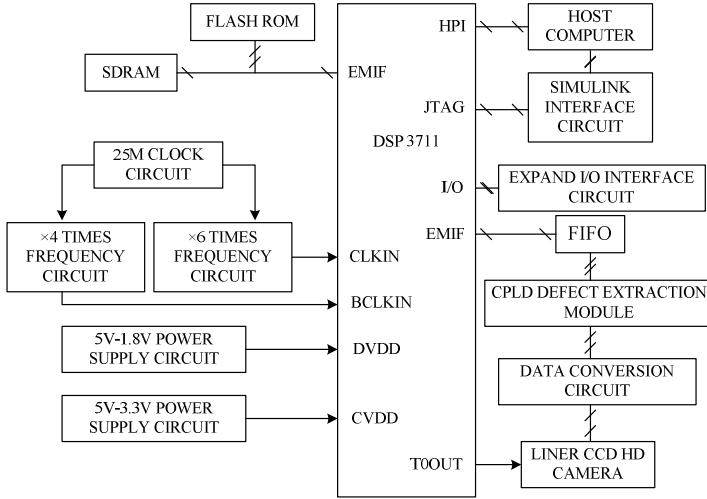 FLASH ROM
SDRAM
EMIF
HPI
HOST
COMPUTER
JTAG
SIMULINK
INTERFACE
CIRCUIT
DSP 3711
25M CLOCK
CIRCUIT
I/O
EXPAND I/O INTERFACE
CIRCUIT
×4 TIMES
FREQUENCY
CIRCUIT
×6 TIMES
FREQUENCY
CIRCUIT
EMIF
FIFO
CLKIN
BCLKIN
CPLD DEFECT EXTRACTION
MODULE
5V-1.8V POWER
SUPPLY CIRCUIT
DVDD
DATA CONVERSION
CIRCUIT
5V-3.3V POWER
SUPPLY CIRCUIT
CVDD
T0OUT
LINER CCD HD
CAMERA